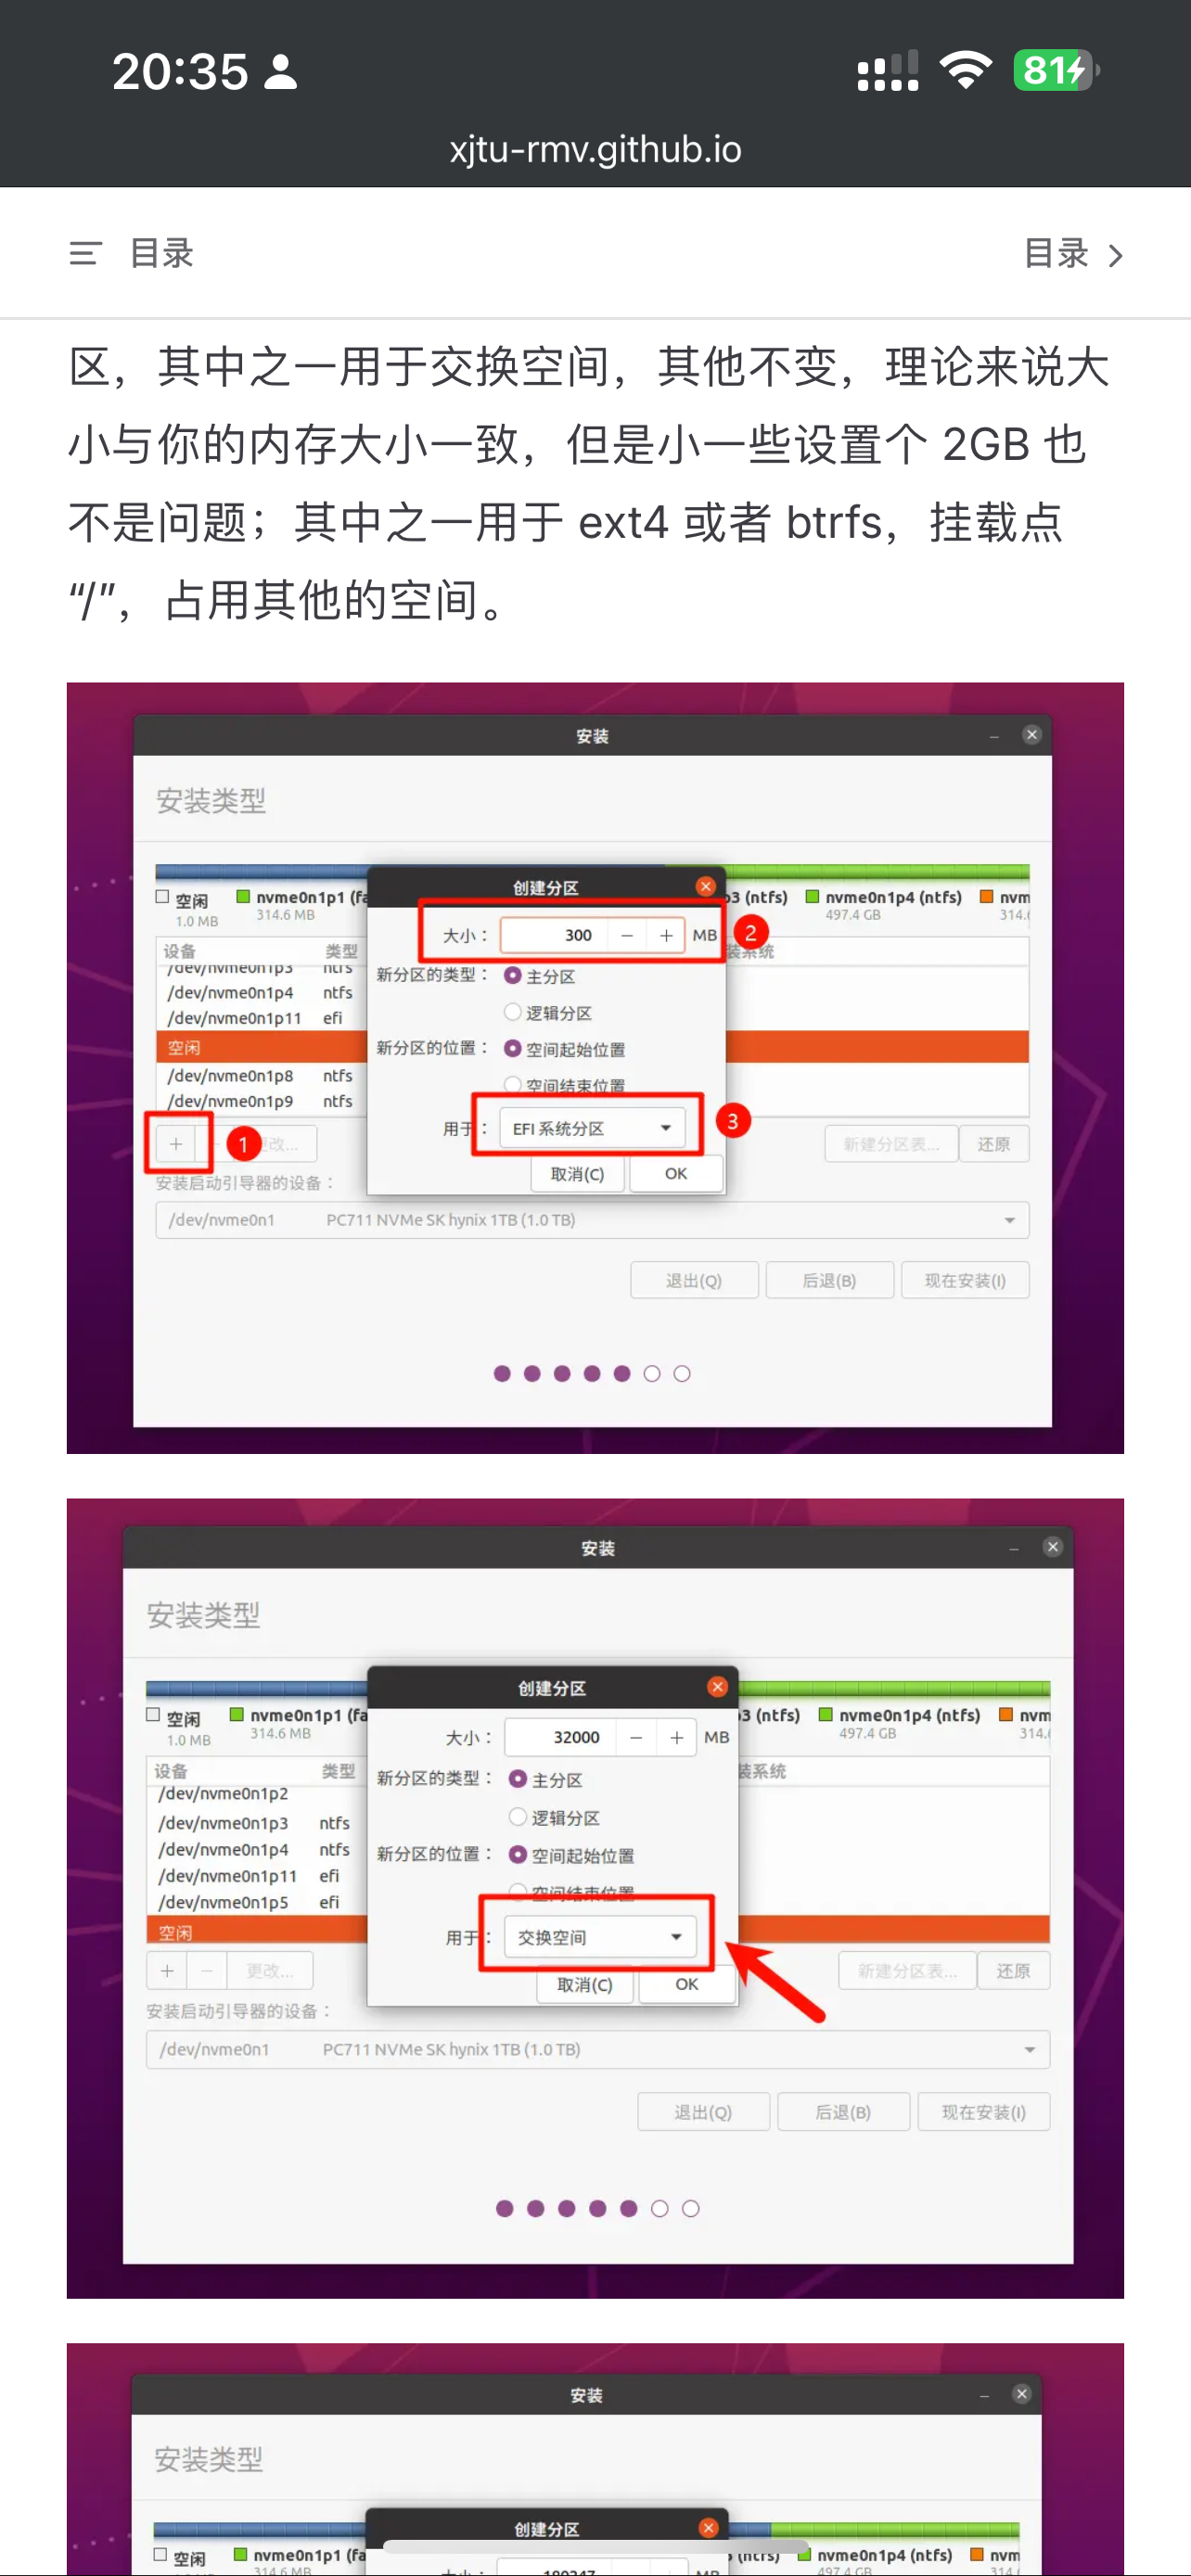 20:35
81
xjtu-rmv.github.io
目录
目录
区，其中之一用于交换空间，其他不变，理论来说大
小与你的内存大小一致，但是小一些设置个 2GB 也
不是问题；其中之一用于 ext4 或者 btrfs，挂载点
“/”，占用其他的空间。
安装
安装类型
创建分区
空闲 nvme0n1p1 (fa p3 (ntfs) nvme0n1p4 (ntfs) nvm
1.0 MB 314.6 MB 497.4 GB 314.
大小： 300 － ＋ MB 2
设备 类型 装系统
/dev/nvme0n1p3 ntfs
新分区的类型： 主分区
/dev/nvme0n1p4 ntfs
逻辑分区
/dev/nvme0n1p11 efi
空闲
新分区的位置： 空间起始位置
/dev/nvme0n1p8 ntfs
空间结束位置
/dev/nvme0n1p9 ntfs
用于： EFI 系统分区 3
+ 1 更改... 新建分区表... 还原
取消(C) OK
安装启动引导器的设备：
/dev/nvme0n1 PC711 NVMe SK hynix 1TB (1.0 TB)
退出(Q) 后退(B) 现在安装(I)
安装
安装类型
创建分区
空闲 nvme0n1p1 (fa p3 (ntfs) nvme0n1p4 (ntfs) nvm
1.0 MB 314.6 MB 497.4 GB 314.
大小： 32000 － ＋ MB
设备 类型 装系统
新分区的类型： 主分区
/dev/nvme0n1p2
逻辑分区
/dev/nvme0n1p3 ntfs
新分区的位置： 空间起始位置
/dev/nvme0n1p4 ntfs
/dev/nvme0n1p11 efi
空间结束位置
/dev/nvme0n1p5 efi
空闲
用于： 交换空间
+ － 更改... 新建分区表... 还原
取消(C) OK
安装启动引导器的设备：
/dev/nvme0n1 PC711 NVMe SK hynix 1TB (1.0 TB)
退出(Q) 后退(B) 现在安装(I)
安装
安装类型
创建分区
空闲 nvme0n1p1 (fa (ntfs) nvme0n1p4 (ntfs) nvm
314.6 MB 497.4 GB 314